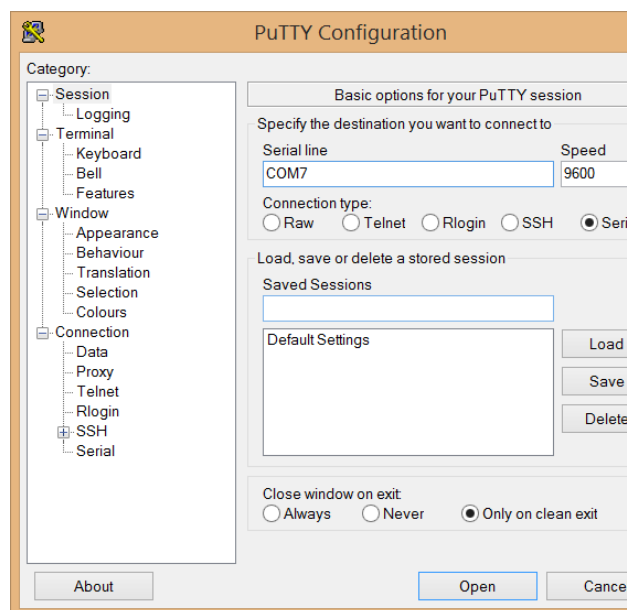 PuTTY Configuration
Category:
Session
Logging
Terminal
Keyboard
Bell
Features
Window
Appearance
Behaviour
Translation
Selection
Colours
Connection
Data
Proxy
Telnet
Rlogin
SSH
Serial
Basic options for your PuTTY session
Specify the destination you want to connect to
Serial line Speed
COM7 9600
Connection type:
Raw Telnet Rlogin SSH Seri
Load, save or delete a stored session
Saved Sessions
Default Settings
Load
Save
Delete
Close window on exit:
Always Never Only on clean exit
About Open Cance